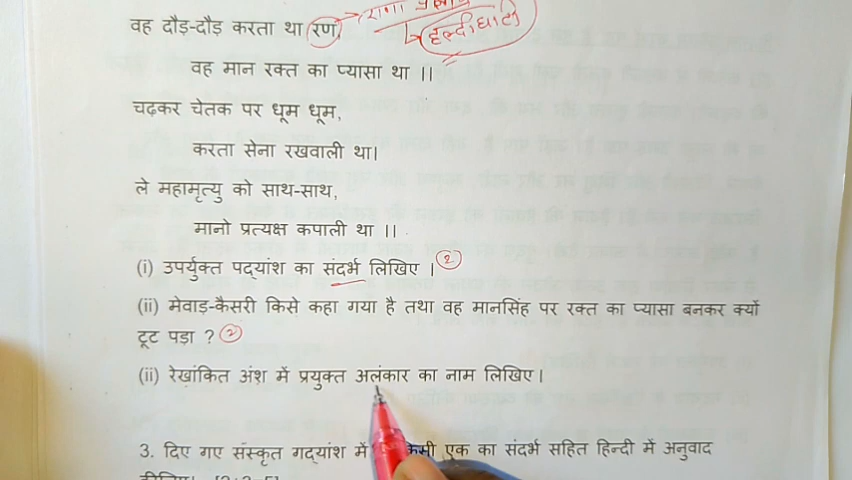 वह दौड़-दौड़ करता था रण, राणा
हल्दीघाटी
वह मान रक्त का प्यासा था ।।
चढ़कर चेतक पर धूम धूम,
करता सेना रखवाली था।
ले महामृत्यु को साथ-साथ,
मानो प्रत्यक्ष कपाली था ।।
(i) उपर्युक्त पद्यांश का संदर्भ लिखिए । 2
(ii) मेवाड़-कैसरी किसे कहा गया है तथा वह मानसिंह पर रक्त का प्यासा बनकर क्यों
टूट पड़ा ? 2
(ii) रेखांकित अंश में प्रयुक्त अलंकार का नाम लिखिए।
3. दिए गए संस्कृत गद्यांश में किसी एक का संदर्भ सहित हिन्दी में अनुवाद